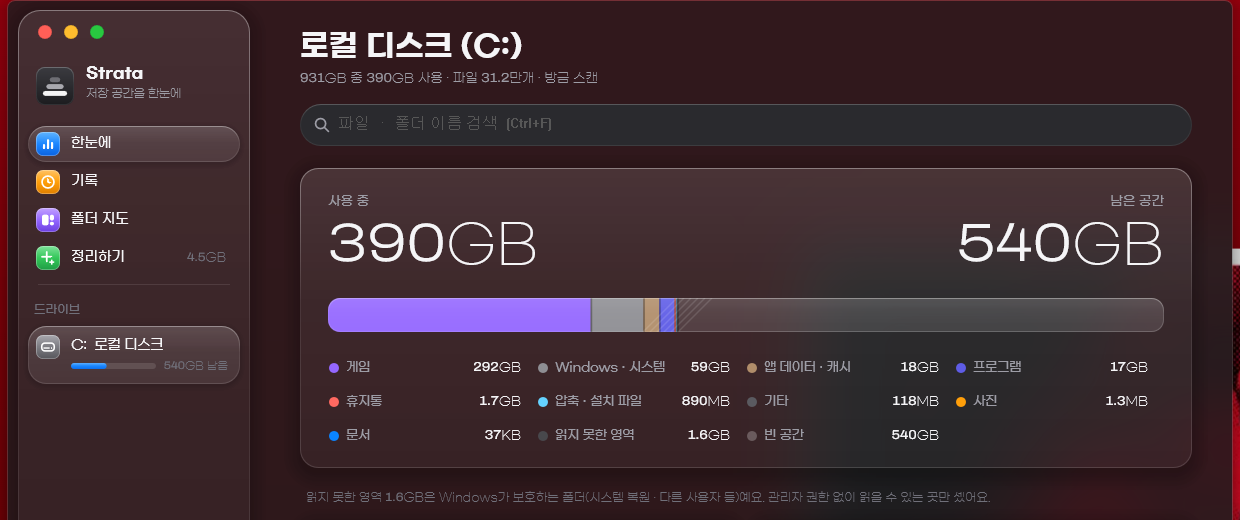 로컬 디스크 (C:)
931GB 중 390GB 사용 · 파일 31.2만개 · 방금 스캔
Strata
저장 공간을 한눈에
파일 · 폴더 이름 검색 (Ctrl+F)
한눈에
기록
폴더 지도
정리하기 4.5GB
드라이브
C: 로컬 디스크
540GB 남음
사용 중 남은 공간
390GB 540GB
게임 292GB Windows · 시스템 59GB 앱 데이터 · 캐시 18GB 프로그램 17GB
휴지통 1.7GB 압축 · 설치 파일 890MB 기타 118MB 사진 1.3MB
문서 37KB 읽지 못한 영역 1.6GB 빈 공간 540GB
읽지 못한 영역 1.6GB은 Windows가 보호하는 폴더(시스템 복원 · 다른 사용자 등)예요. 관리자 권한 없이 읽을 수 있는 곳만 셌어요.